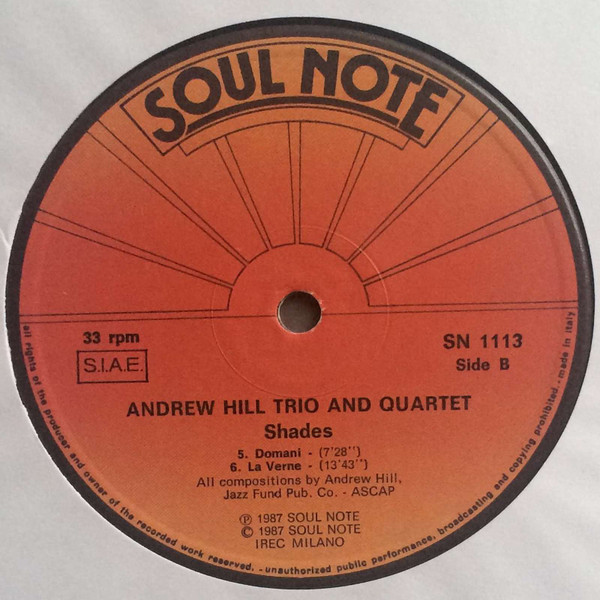 SOUL NOTE
33 rpm
S.I.A.E.
SN 1113
Side B
ANDREW HILL TRIO AND QUARTET
Shades
5. Domani - (7'28'')
6. La Verne - (13'43'')
All compositions by Andrew Hill,
Jazz Fund Pub. Co. - ASCAP
℗ 1987 SOUL NOTE
© 1987 SOUL NOTE
IREC MILANO
all rights of the producer and owner of the recorded work reserved. - unauthorized public performance, broadcasting and copying prohibited. - made in italy